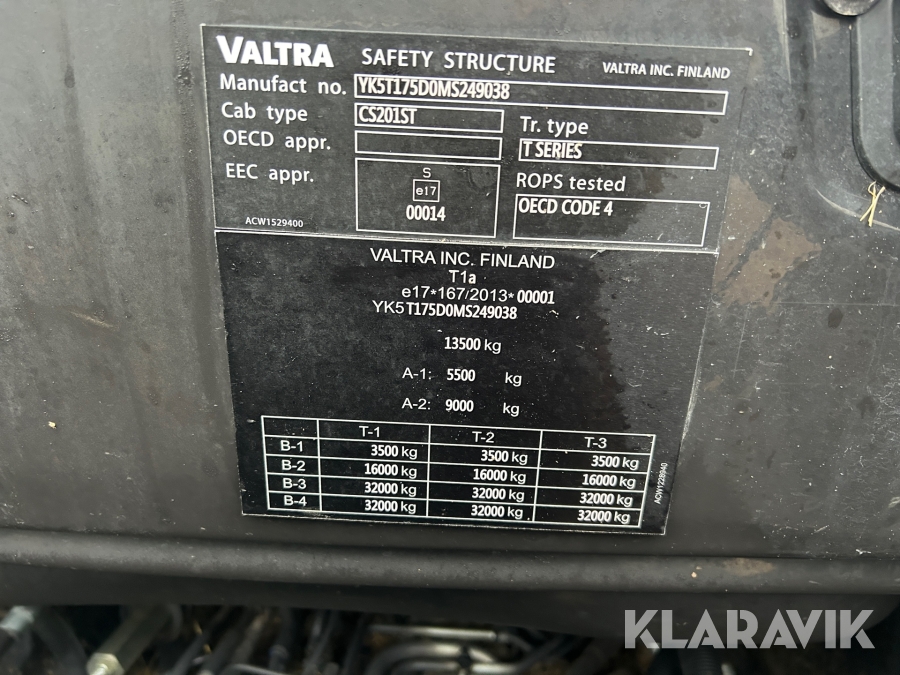 VALTRA SAFETY STRUCTURE VALTRA INC. FINLAND
Manufact no. YK5T175D0MS249038
Cab type CS201ST Tr. type
OECD appr. T SERIES
EEC appr. S ROPS tested
e17 OECD CODE 4
00014
ACW1529400
VALTRA INC. FINLAND
T1a
e17*167/2013*00001
YK5T175D0MS249038
13500 kg
A-1: 5500 kg
A-2: 9000 kg
T-1 T-2 T-3
B-1 3500 kg 3500 kg 3500 kg
B-2 16000 kg 16000 kg 16000 kg
B-3 32000 kg 32000 kg 32000 kg
B-4 32000 kg 32000 kg 32000 kg
ACW1228940
KLARAVIK